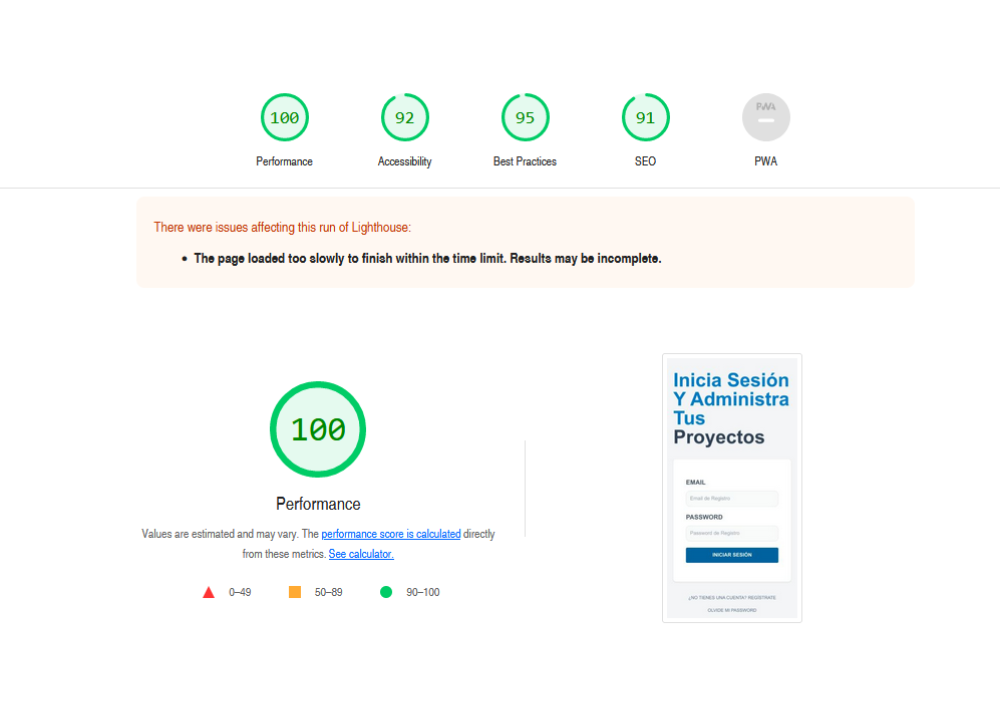 100
92
95
91
PWA
Performance
Accessibility
Best Practices
SEO
PWA
There were issues affecting this run of Lighthouse:
• The page loaded too slowly to finish within the time limit. Results may be incomplete.
100
Performance
Values are estimated and may vary. The performance score is calculated directly
from these metrics. See calculator.
0–49
50–89
90–100
Inicia Sesión
Y Administra
Tus
Proyectos
EMAIL
Email de Registro
PASSWORD
Password de Registro
INICIAR SESIÓN
¿NO TIENES UNA CUENTA? REGÍSTRATE
OLVIDE MI PASSWORD